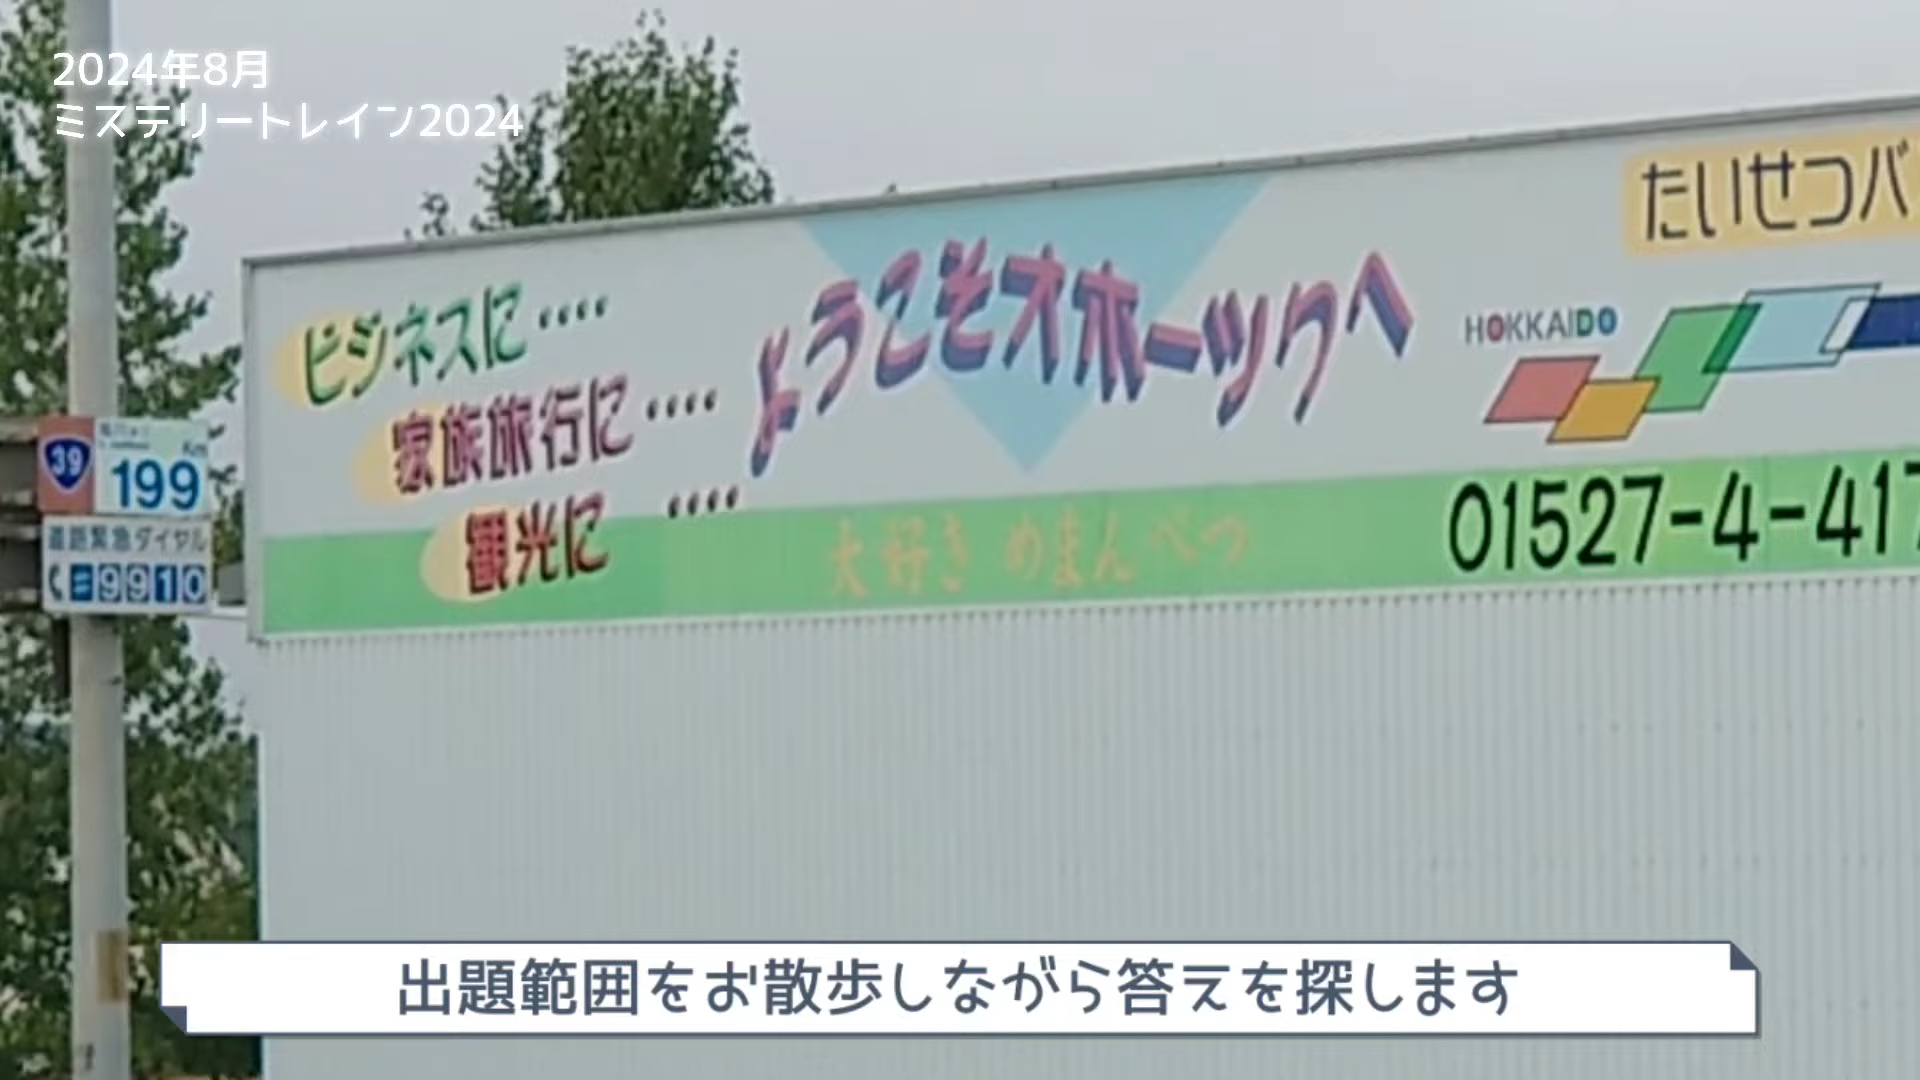 2024年8月
ミステリートレイン2024
たいせつバ
ビジネスに‥‥
家族旅行に‥‥
観光に ‥‥
ようこそオホーツクへ
HOKKAIDO
大好き めまんべつ
01527-4-417
39
Km
199
道路緊急ダイヤル
#9910
出題範囲をお散歩しながら答えを探します